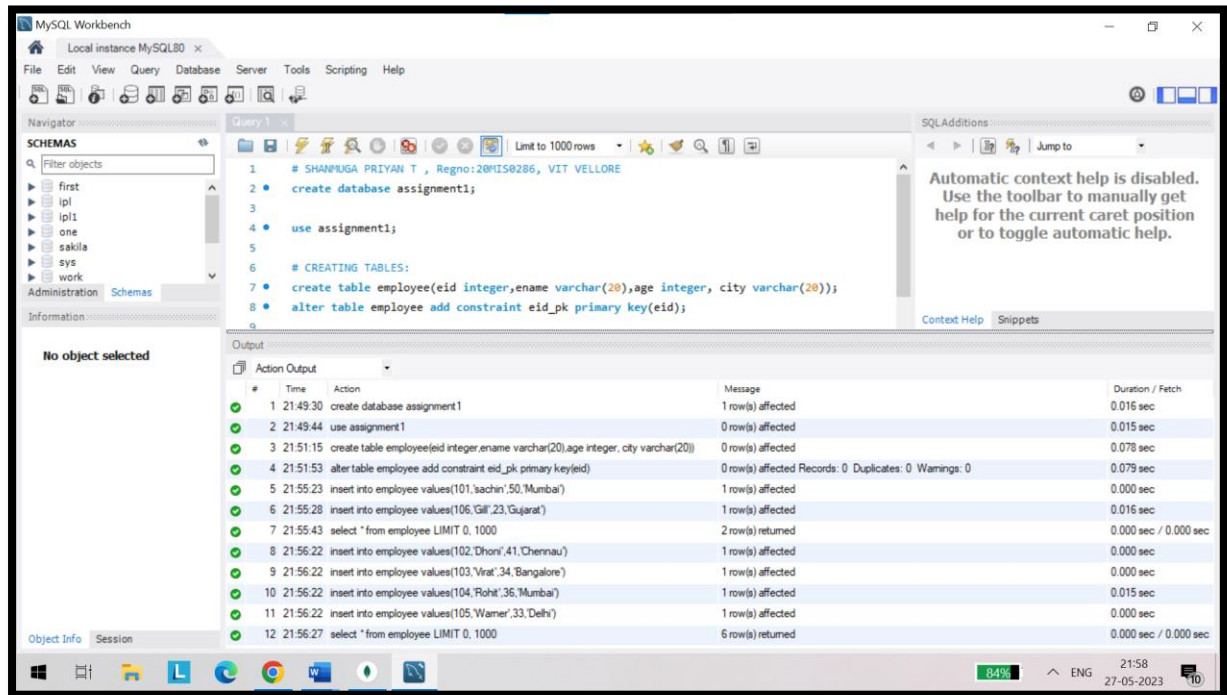 MySQL Workbench
Local instance MySQL80
File Edit View Query Database Server Tools Scripting Help
Navigator
SCHEMAS
Filter objects
first
ipl
ipl1
one
sakila
sys
work
Administration Schemas
Information
No object selected
Object Info Session
Query 1
Limit to 1000 rows
1 # SHANMUGA PRIYAN T , Regno:20MIS0286, VIT VELLORE
2 create database assignment1;
3
4 use assignment1;
5
6 # CREATING TABLES:
7 create table employee(eid integer,ename varchar(20),age integer, city varchar(20));
8 alter table employee add constraint eid_pk primary key(eid);
9
SQLAdditions
Jump to
Automatic context help is disabled.
Use the toolbar to manually get
help for the current caret position
or to toggle automatic help.
Context Help Snippets
Output
Action Output
# Time Action Message Duration / Fetch
1 21:49:30 create database assignment1 1 row(s) affected 0.016 sec
2 21:49:44 use assignment1 0 row(s) affected 0.015 sec
3 21:51:15 create table employee(eid integer,ename varchar(20),age integer, city varchar(20)) 0 row(s) affected 0.078 sec
4 21:51:53 alter table employee add constraint eid_pk primary key(eid) 0 row(s) affected Records: 0 Duplicates: 0 Warnings: 0 0.079 sec
5 21:55:23 insert into employee values(101,'sachin',50,'Mumbai') 1 row(s) affected 0.000 sec
6 21:55:28 insert into employee values(106,'Gill',23,'Gujarat') 1 row(s) affected 0.016 sec
7 21:55:43 select * from employee LIMIT 0, 1000 2 row(s) returned 0.000 sec / 0.000 sec
8 21:56:22 insert into employee values(102,'Dhoni',41,'Chennau') 1 row(s) affected 0.000 sec
9 21:56:22 insert into employee values(103,'Virat',34,'Bangalore') 1 row(s) affected 0.000 sec
10 21:56:22 insert into employee values(104,'Rohit',36,'Mumbai') 1 row(s) affected 0.015 sec
11 21:56:22 insert into employee values(105,'Warner',33,'Delhi') 1 row(s) affected 0.000 sec
12 21:56:27 select * from employee LIMIT 0, 1000 6 row(s) returned 0.000 sec / 0.000 sec
84% ENG 21:58
27-05-2023